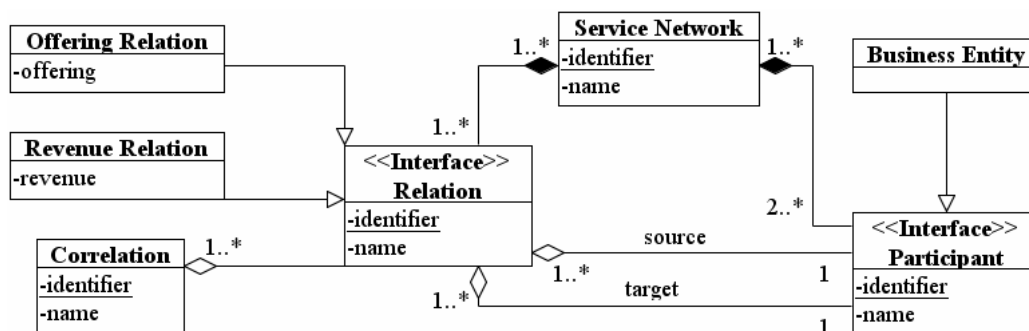 Offering Relation
-offering
Revenue Relation
-revenue
Correlation
-identifier
-name
1..*
<<Interface>>
Relation
-identifier
-name
1..*
Service Network
-identifier
-name
1..*
1..*
2..*
Business Entity
<<Interface>>
Participant
-identifier
-name
source
1..*
1
target
1..*
1